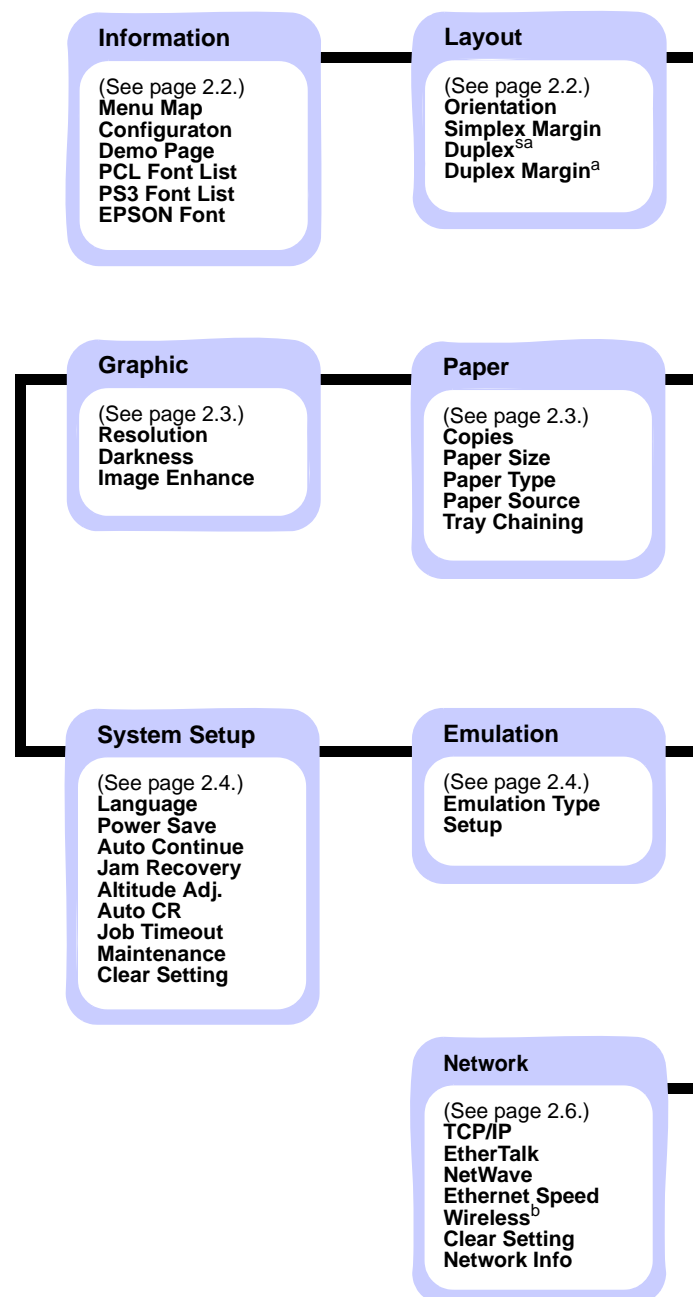 Information
(See page 2.2.)
Menu Map
Configuraton
Demo Page
PCL Font List
PS3 Font List
EPSON Font
Layout
(See page 2.2.)
Orientation
Simplex Margin
Duplexsa
Duplex Margina
Graphic
(See page 2.3.)
Resolution
Darkness
Image Enhance
Paper
(See page 2.3.)
Copies
Paper Size
Paper Type
Paper Source
Tray Chaining
System Setup
(See page 2.4.)
Language
Power Save
Auto Continue
Jam Recovery
Altitude Adj.
Auto CR
Job Timeout
Maintenance
Clear Setting
Emulation
(See page 2.4.)
Emulation Type
Setup
Network
(See page 2.6.)
TCP/IP
EtherTalk
NetWave
Ethernet Speed
Wirelessb
Clear Setting
Network Info